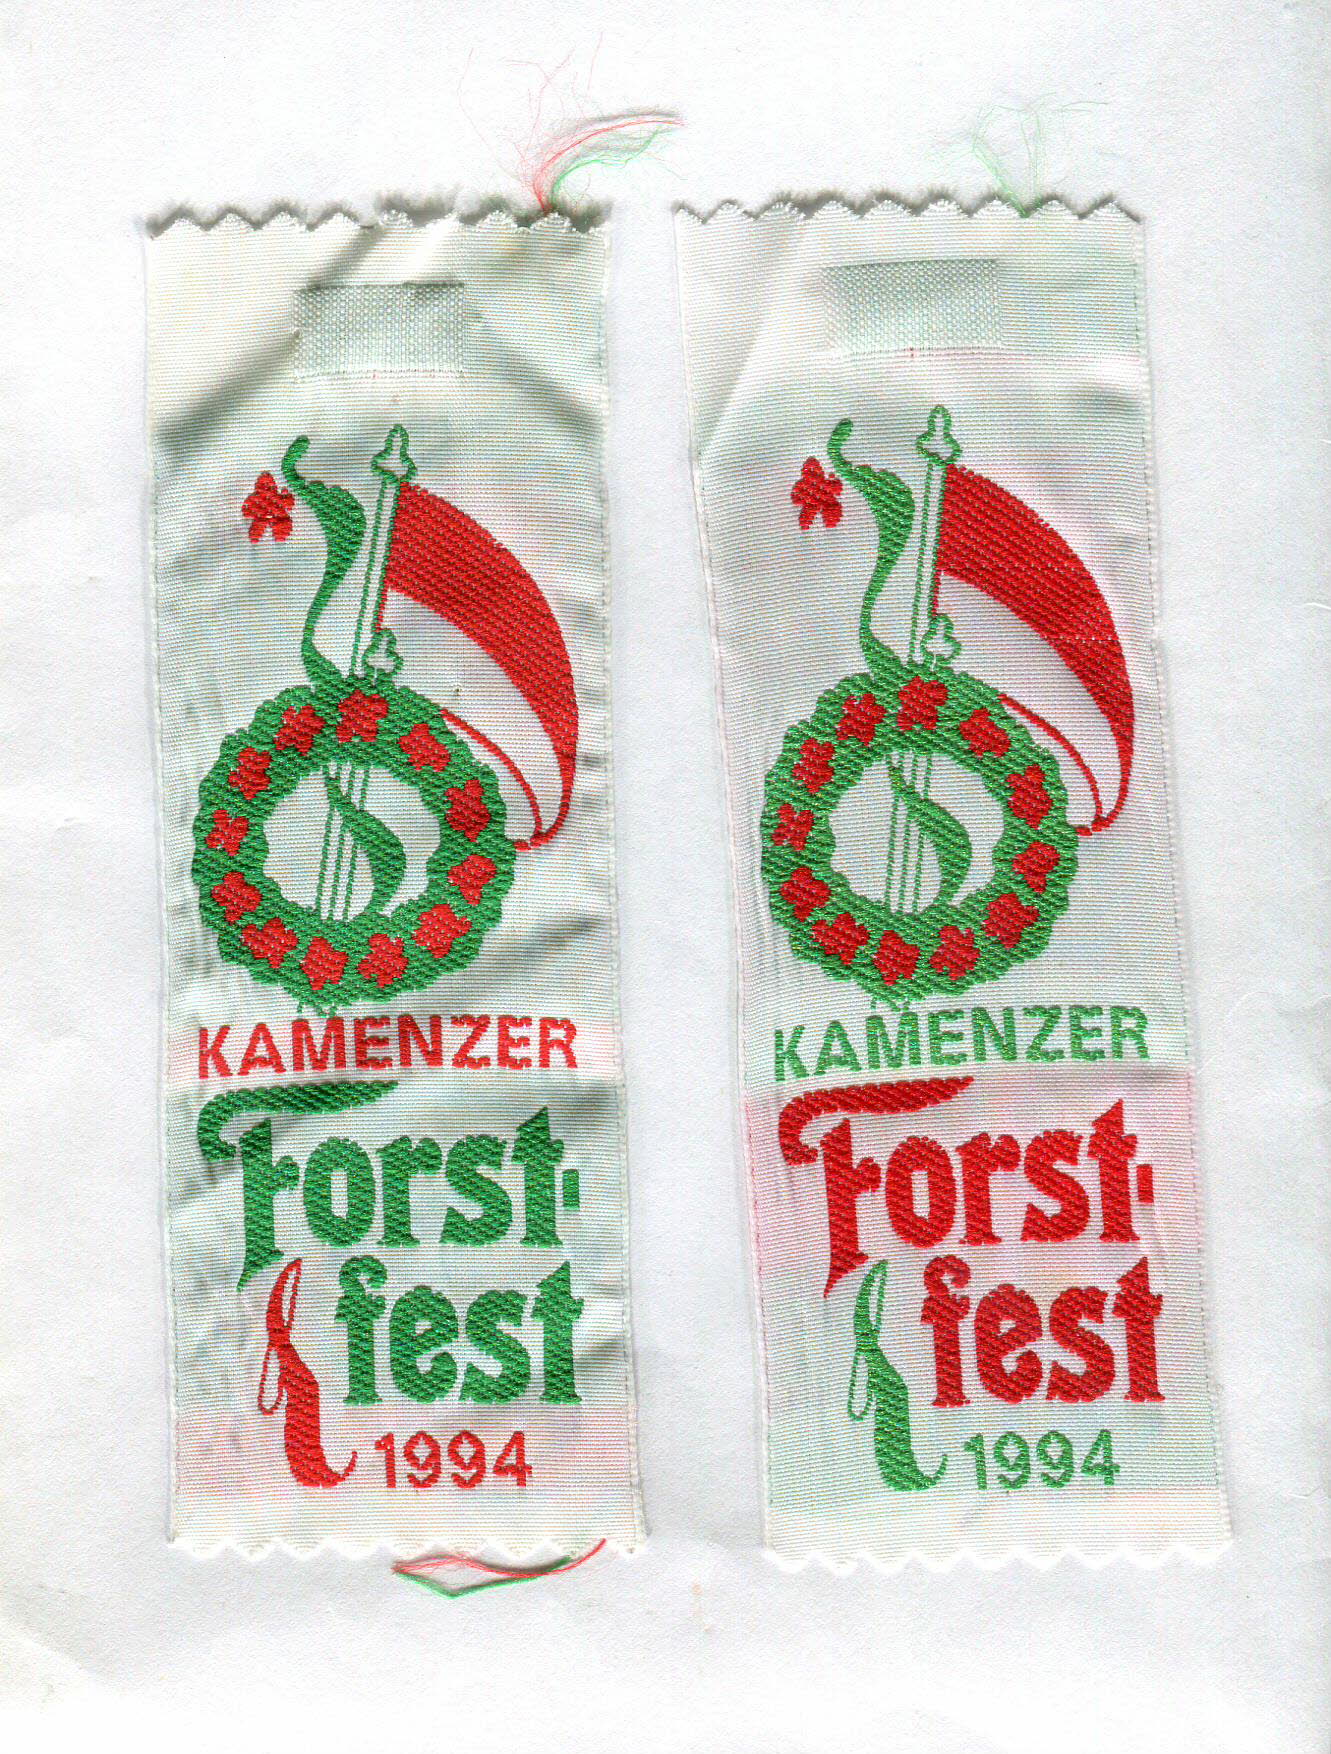 KAMENZER
Forst-
fest
1994
KAMENZER
Forst-
fest
1994